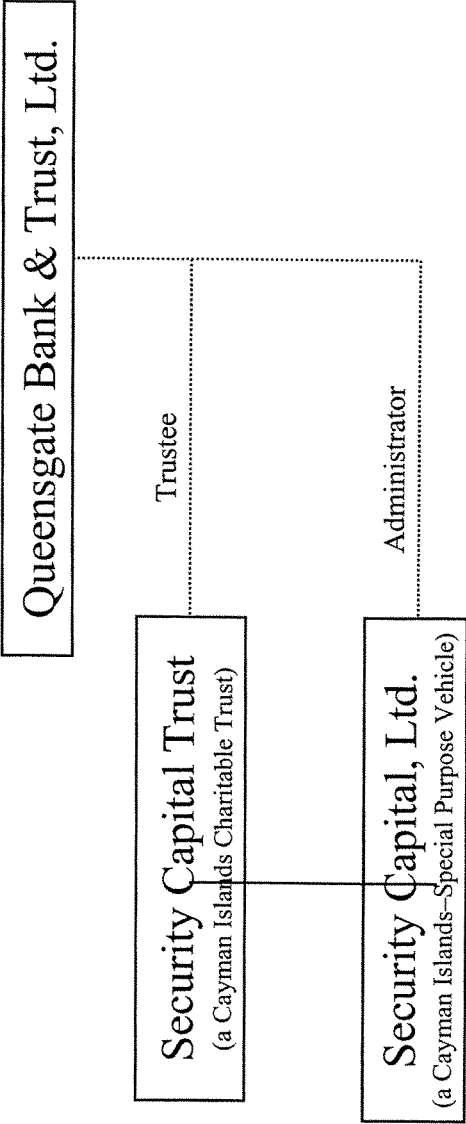 Queensgate Bank & Trust, Ltd.
Trustee
Security Capital Trust
(a Cayman Islands Charitable Trust)
Administrator
Security Capital, Ltd.
(a Cayman Islands–Special Purpose Vehicle)